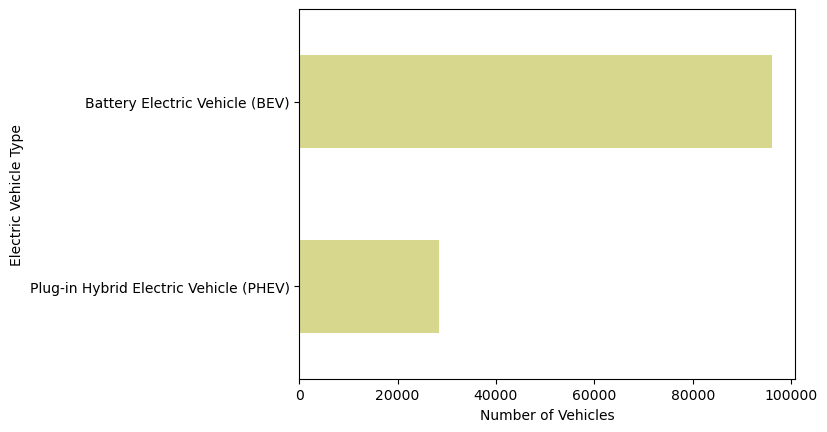 Electric Vehicle Type
Battery Electric Vehicle (BEV)
Plug-in Hybrid Electric Vehicle (PHEV)
0 20000 40000 60000 80000 100000
Number of Vehicles